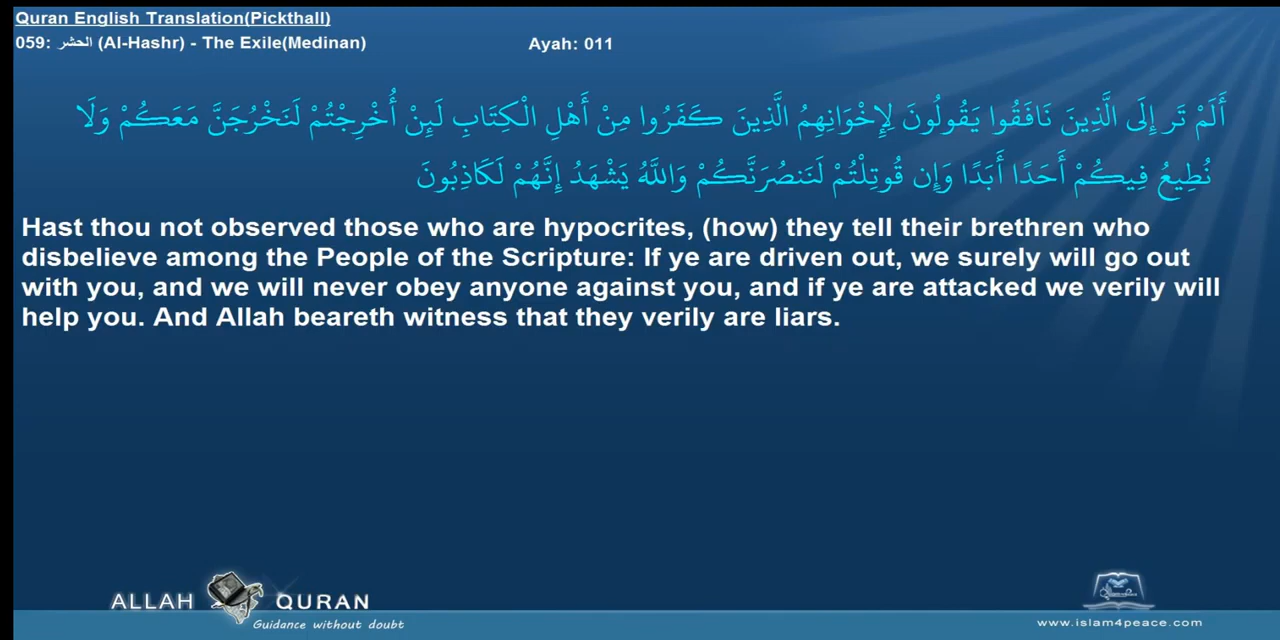 Quran English Translation(Pickthall)
059: الحشر (Al-Hashr) - The Exile(Medinan)
Ayah: 011
أَلَمْ تَر إِلَى الَّذِينَ نَافَقُوا يَقُولُونَ لِإِخْوَانِهِمُ الَّذِينَ كَفَرُوا مِنْ أَهْلِ الْكِتَابِ لَئِنْ أُخْرِجْتُمْ لَنَخْرُجَنَّ مَعَكُمْ وَلَا
نُطِيعُ فِيكُمْ أَحَدًا أَبَدًا وَإِن قُوتِلْتُمْ لَنَنصُرَنَّكُمْ وَاللَّهُ يَشْهَدُ إِنَّهُمْ لَكَاذِبُونَ
Hast thou not observed those who are hypocrites, (how) they tell their brethren who
disbelieve among the People of the Scripture: If ye are driven out, we surely will go out
with you, and we will never obey anyone against you, and if ye are attacked we verily will
help you. And Allah beareth witness that they verily are liars.
ALLAH QURAN
Guidance without doubt
www.islam4peace.com